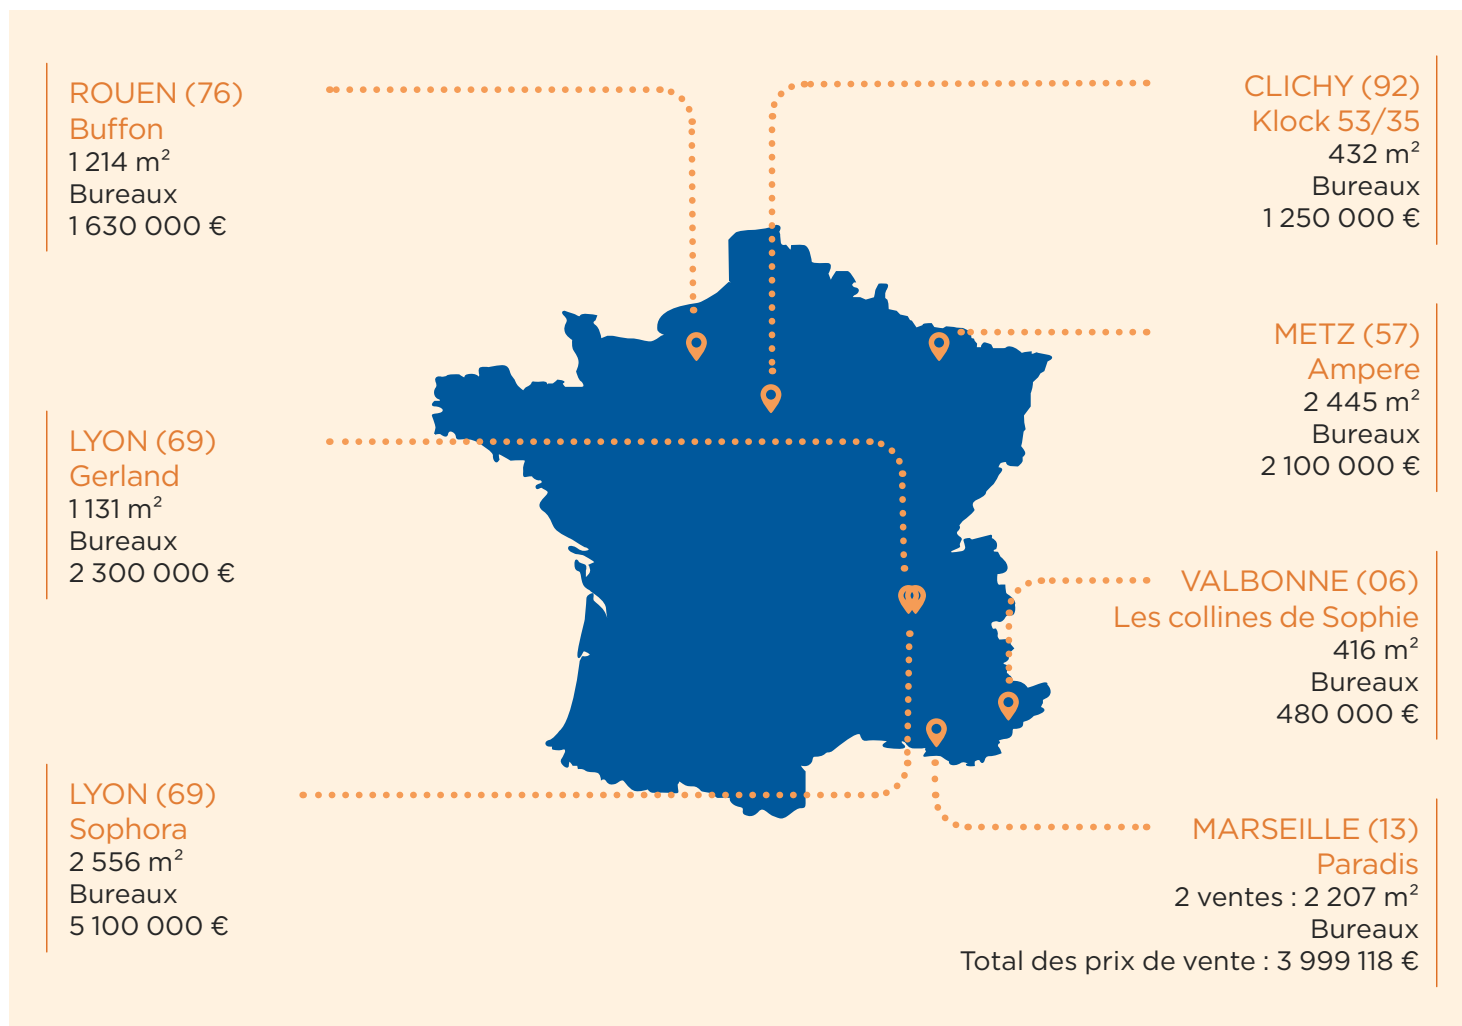 ROUEN (76)
Buffon
1 214 m²
Bureaux
1 630 000 €
LYON (69)
Gerland
1 131 m²
Bureaux
2 300 000 €
LYON (69)
Sophora
2 556 m²
Bureaux
5 100 000 €
CLICHY (92)
Klock 53/35
432 m²
Bureaux
1 250 000 €
METZ (57)
Ampere
2 445 m²
Bureaux
2 100 000 €
VALBONNE (06)
Les collines de Sophie
416 m²
Bureaux
480 000 €
MARSEILLE (13)
Paradis
2 ventes : 2 207 m²
Bureaux
Total des prix de vente : 3 999 118 €